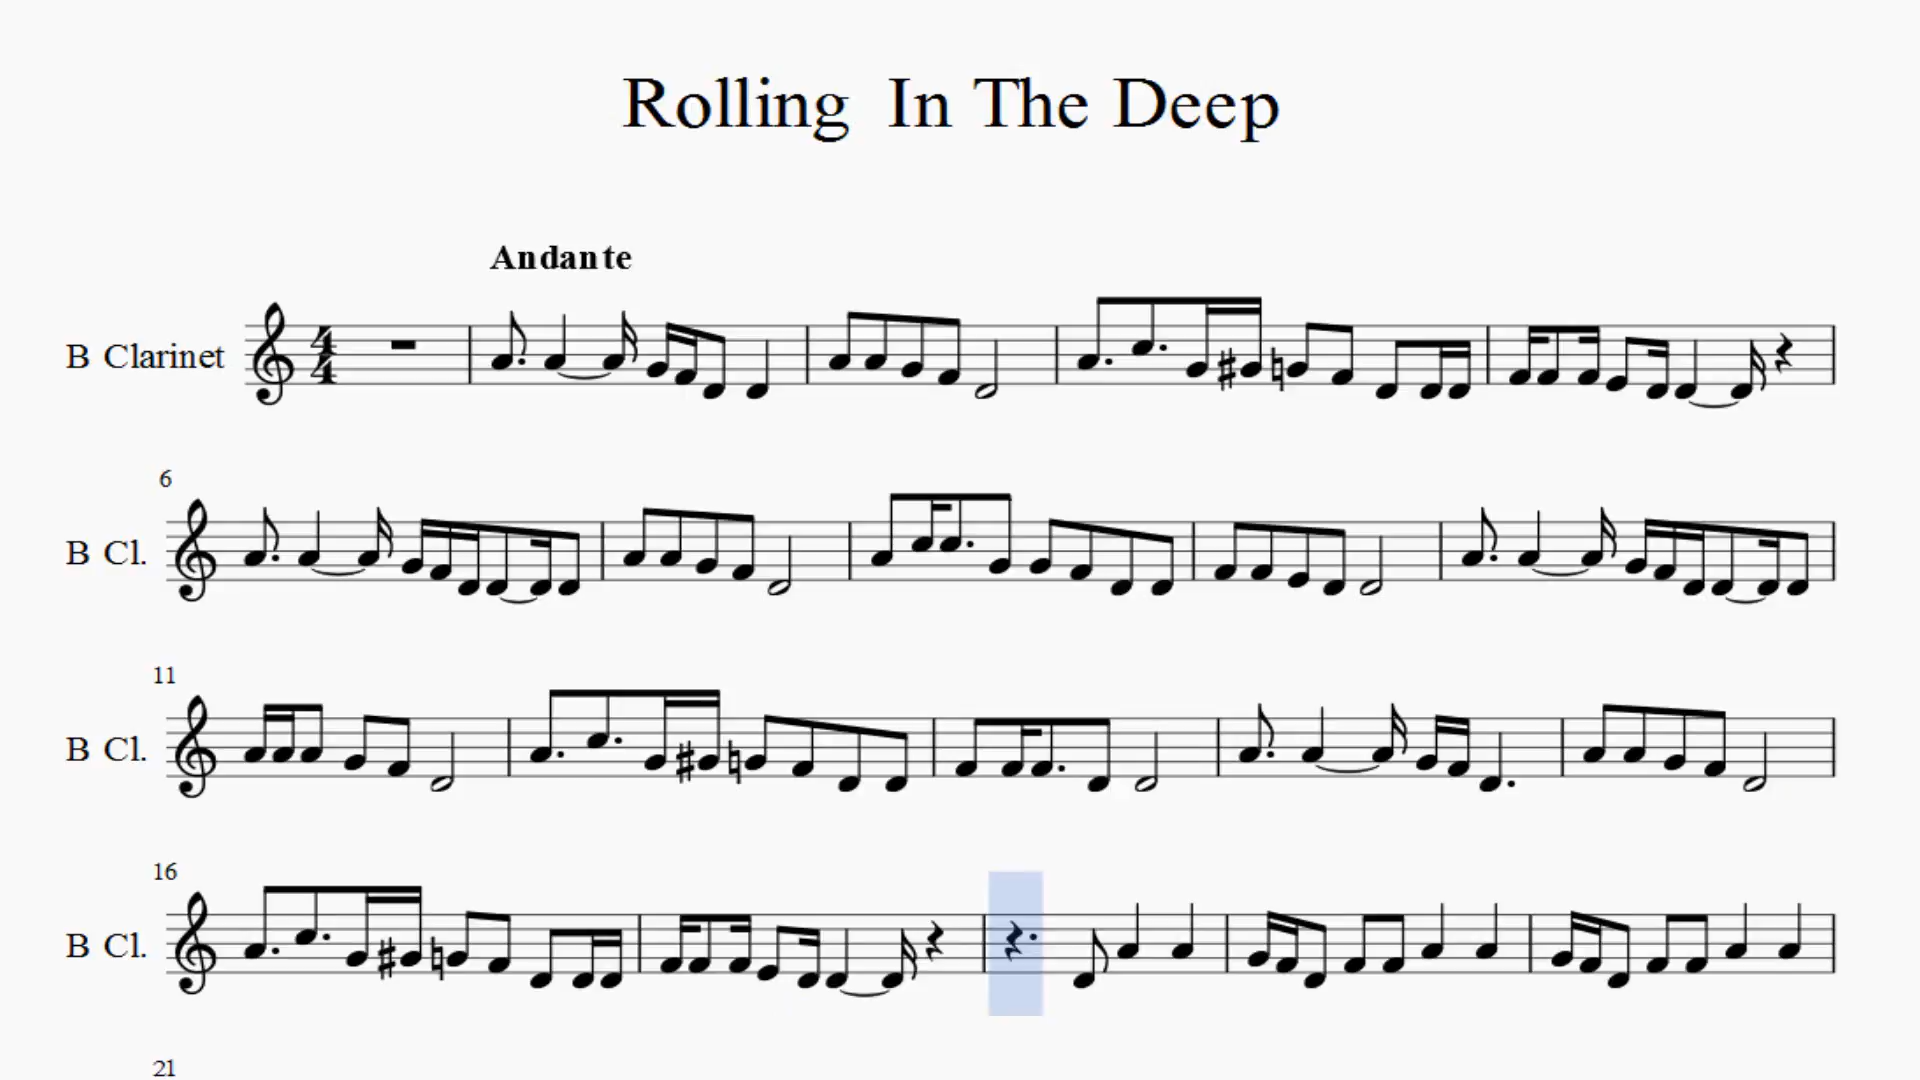 Rolling In The Deep
Andante
B Clarinet
6
B Cl.
11
B Cl.
16
B Cl.
21